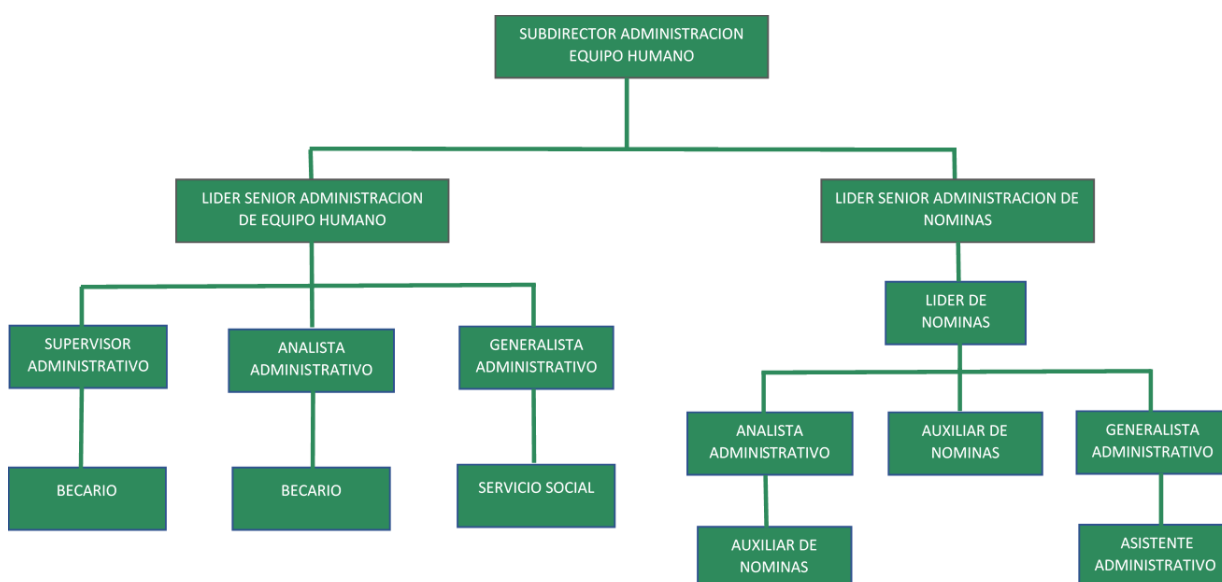 SUBDIRECTOR ADMINISTRACION
EQUIPO HUMANO
LIDER SENIOR ADMINISTRACION
DE EQUIPO HUMANO
LIDER SENIOR ADMINISTRACION DE
NOMINAS
LIDER DE
NOMINAS
SUPERVISOR
ADMINISTRATIVO
ANALISTA
ADMINISTRATIVO
GENERALISTA
ADMINISTRATIVO
ANALISTA
ADMINISTRATIVO
AUXILIAR DE
NOMINAS
GENERALISTA
ADMINISTRATIVO
BECARIO
BECARIO
SERVICIO SOCIAL
AUXILIAR DE
NOMINAS
ASISTENTE
ADMINISTRATIVO